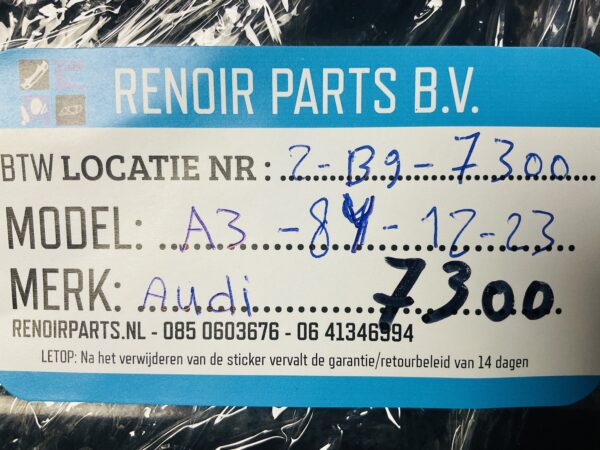 RENOIR PARTS B.V.
BTW LOCATIE NR: 2-B9-7300
MODEL: A3 -8Y-12-23
MERK: Audi 7300
RENOIRPARTS.NL - 085 0603676 - 06 41346994
LETOP: Na het verwijderen van de sticker vervalt de garantie/retourbeleid van 14 dagen